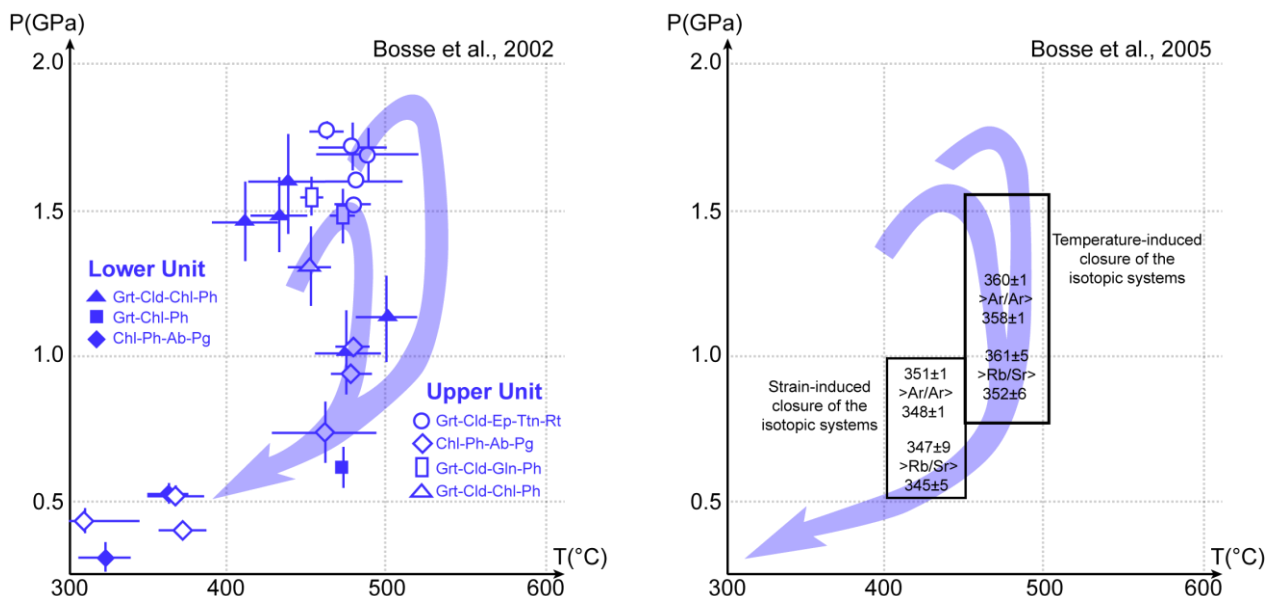 P(GPa)
Bosse et al., 2002
2.0
1.5
1.0
0.5
Lower Unit
Grt-Cld-Chl-Ph
Grt-Chl-Ph
Chl-Ph-Ab-Pg
Upper Unit
Grt-Cld-Ep-Ttn-Rt
Chl-Ph-Ab-Pg
Grt-Cld-Gln-Ph
Grt-Cld-Chl-Ph
T(°C)
300
400
500
600
P(GPa)
Bosse et al., 2005
2.0
1.5
1.0
0.5
Temperature-induced
closure of the
isotopic systems
360±1
>Ar/Ar>
358±1
361±5
>Rb/Sr>
352±6
Strain-induced
closure of the
isotopic systems
351±1
>Ar/Ar>
348±1
347±9
>Rb/Sr>
345±5
T(°C)
300
400
500
600